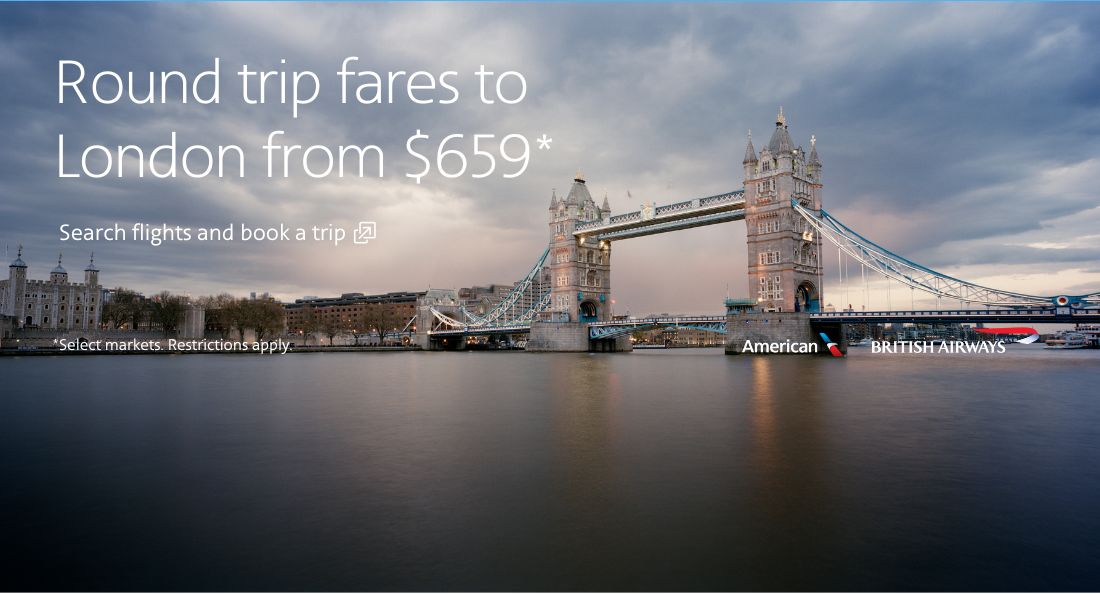 Round trip fares to
London from $659*
Search flights and book a trip
*Select markets. Restrictions apply.
American
BRITISH AIRWAYS